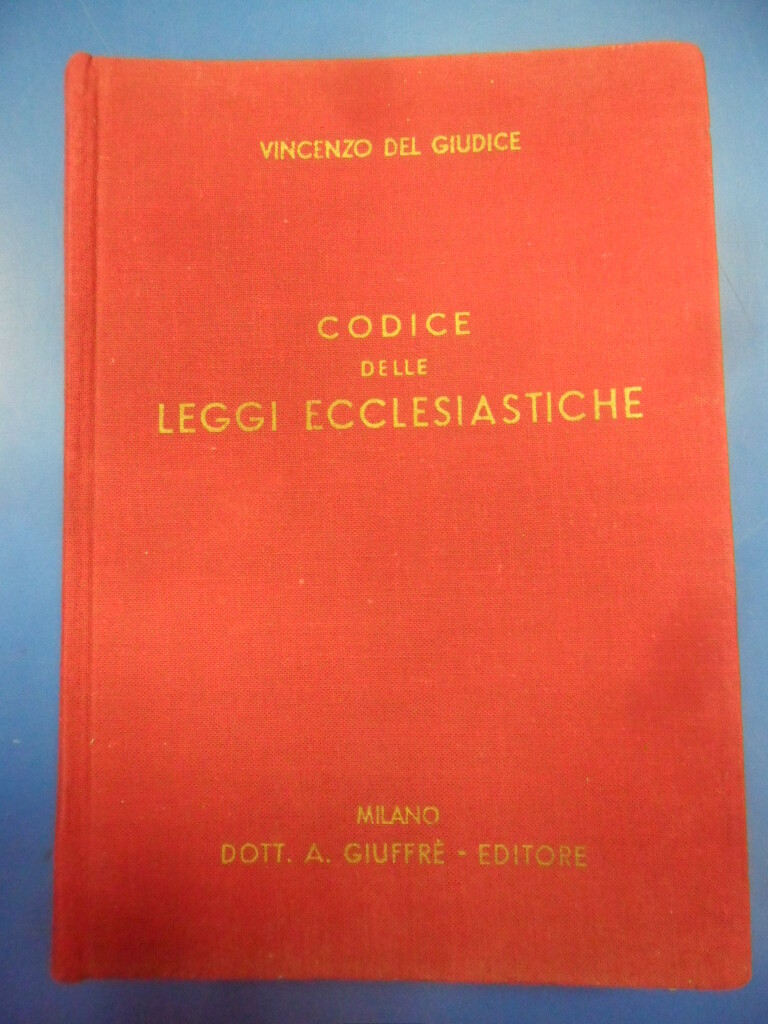 VINCENZO DEL GIUDICE
CODICE
DELLE
LEGGI ECCLESIASTICHE
MILANO
DOTT. A. GIUFFRÈ - EDITORE